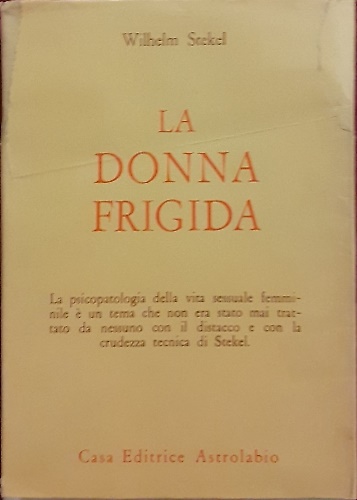 Wilhelm Stekel
LA
DONNA
FRIGIDA
La psicopatologia della vita sessuale femmi-
nile è un tema che non era stato mai trat-
tato da nessuno con il distacco e con la
crudezza tecnica di Stekel.
Casa Editrice Astrolabio